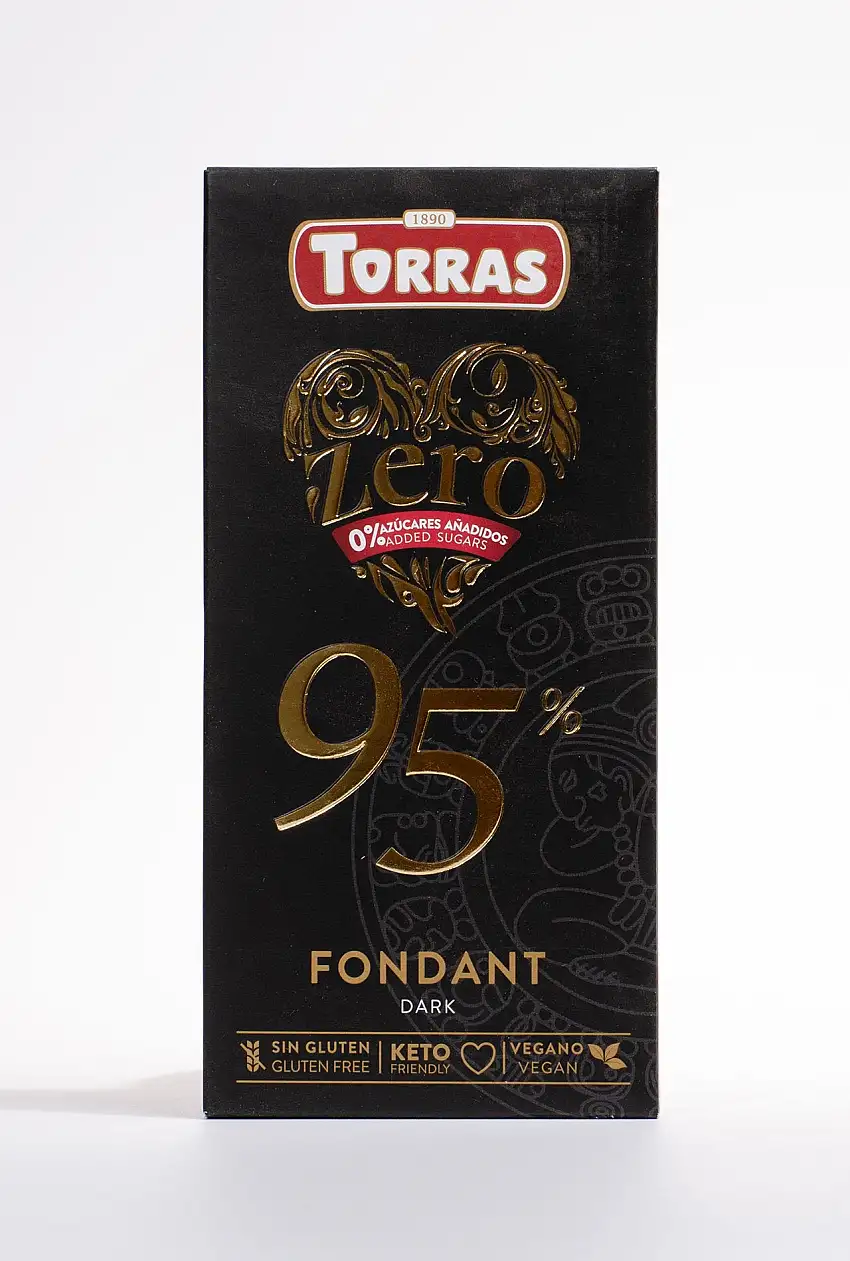 1890
TORRAS
zero
0% AZÚCARES AÑADIDOS
ADDED SUGARS
95%
FONDANT
DARK
SIN GLUTEN
GLUTEN FREE
KETO
FRIENDLY
VEGANO
VEGAN